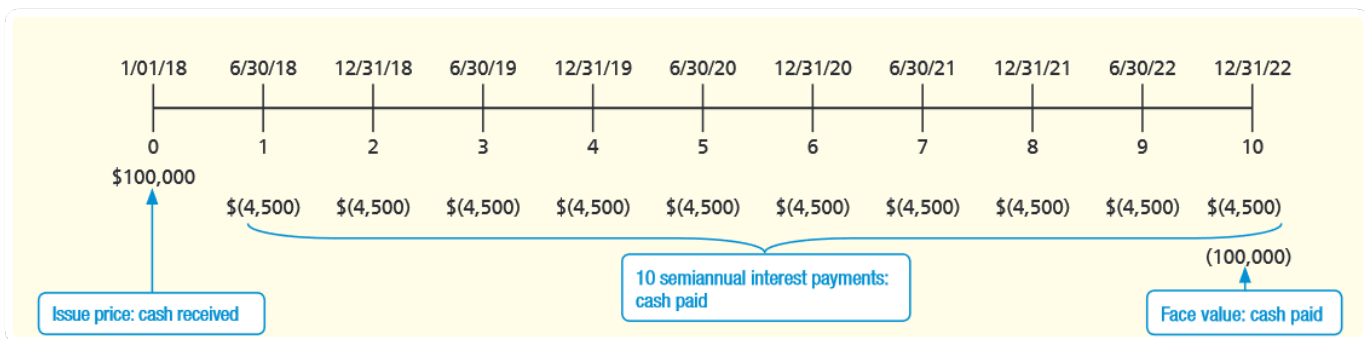 1/01/18 6/30/18 12/31/18 6/30/19 12/31/19 6/30/20 12/31/20 6/30/21 12/31/21 6/30/22 12/31/22
0 1 2 3 4 5 6 7 8 9 10
$100,000
$(4,500) $(4,500) $(4,500) $(4,500) $(4,500) $(4,500) $(4,500) $(4,500) $(4,500) $(4,500)
(100,000)
10 semiannual interest payments:
cash paid
Issue price: cash received
Face value: cash paid